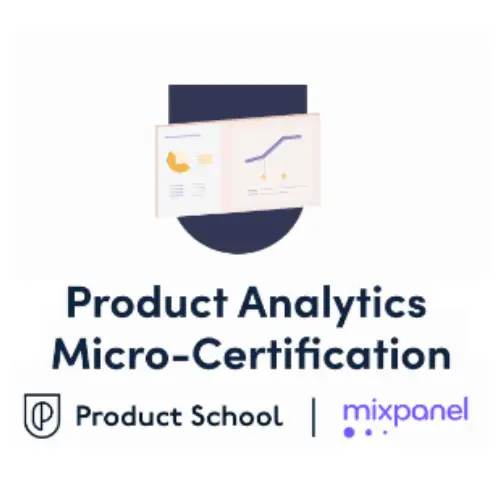 Product Analytics
Micro-Certification
Product School | mixpanel